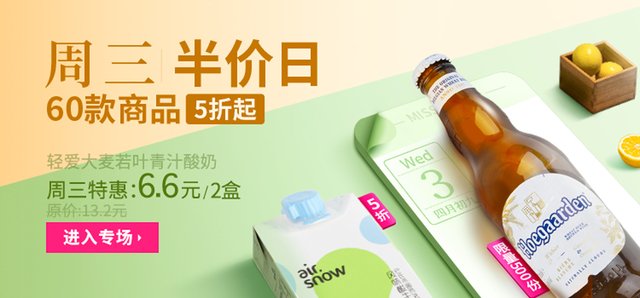 周三 | 半价日
60款商品 5折起
轻爱大麦若叶青汁酸奶
周三特惠:6.6元/2盒
原价:13.2元
进入专场
MISS
Wed
3
四月初九
5折
air.
snow
Hoegaarden
限量500份